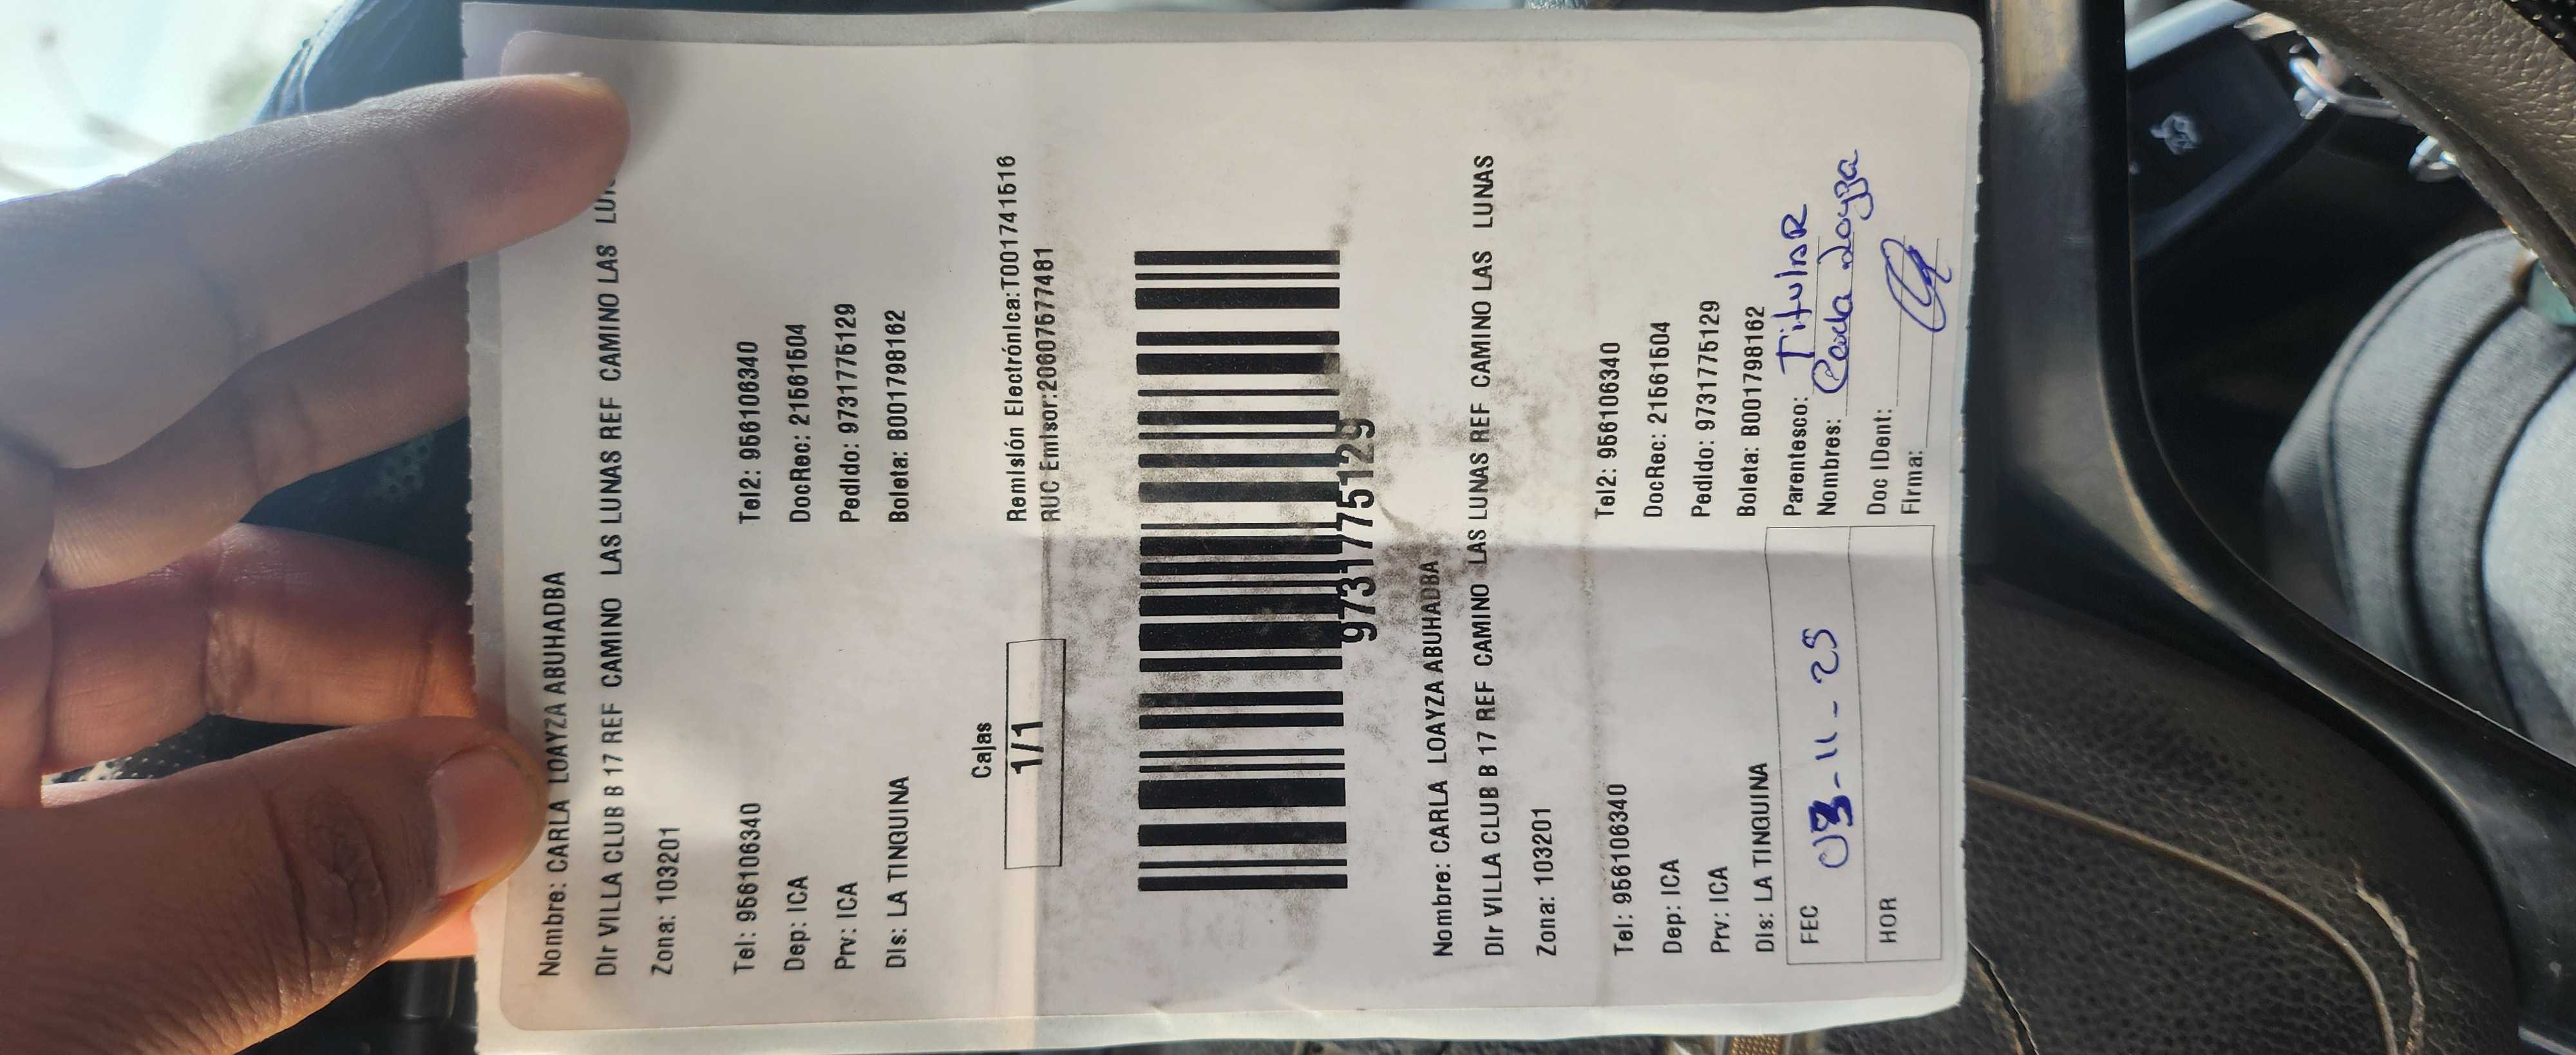 Nombre: CARLA LOAYZA ABUHADBA
Dir VILLA CLUB B 17 REF CAMINO LAS LUNAS REF CAMINO LAS
Zona: 103201
Tel: 956106340 Tel2: 956106340
Dep: ICA DocRec: 21561504
Prv: ICA Pedido: 9731775129
Dis: LA TINGUINA Boleta: B001798162
Cajas
1/1
Remisión Electrónica:T001741516
RUC Emisor:20607577481
9731775129
Nombre: CARLA LOAYZA ABUHADBA
Dir VILLA CLUB B 17 REF CAMINO LAS LUNAS REF CAMINO LAS LUNAS
Zona: 103201
Tel: 956106340 Tel2: 956106340
Dep: ICA DocRec: 21561504
Prv: ICA Pedido: 9731775129
Dis: LA TINGUINA Boleta: B001798162
FEC 03-11-25
HOR
Parentesco: TitulaR
Nombres: Carla Loayza
Doc IDent:
Firma: